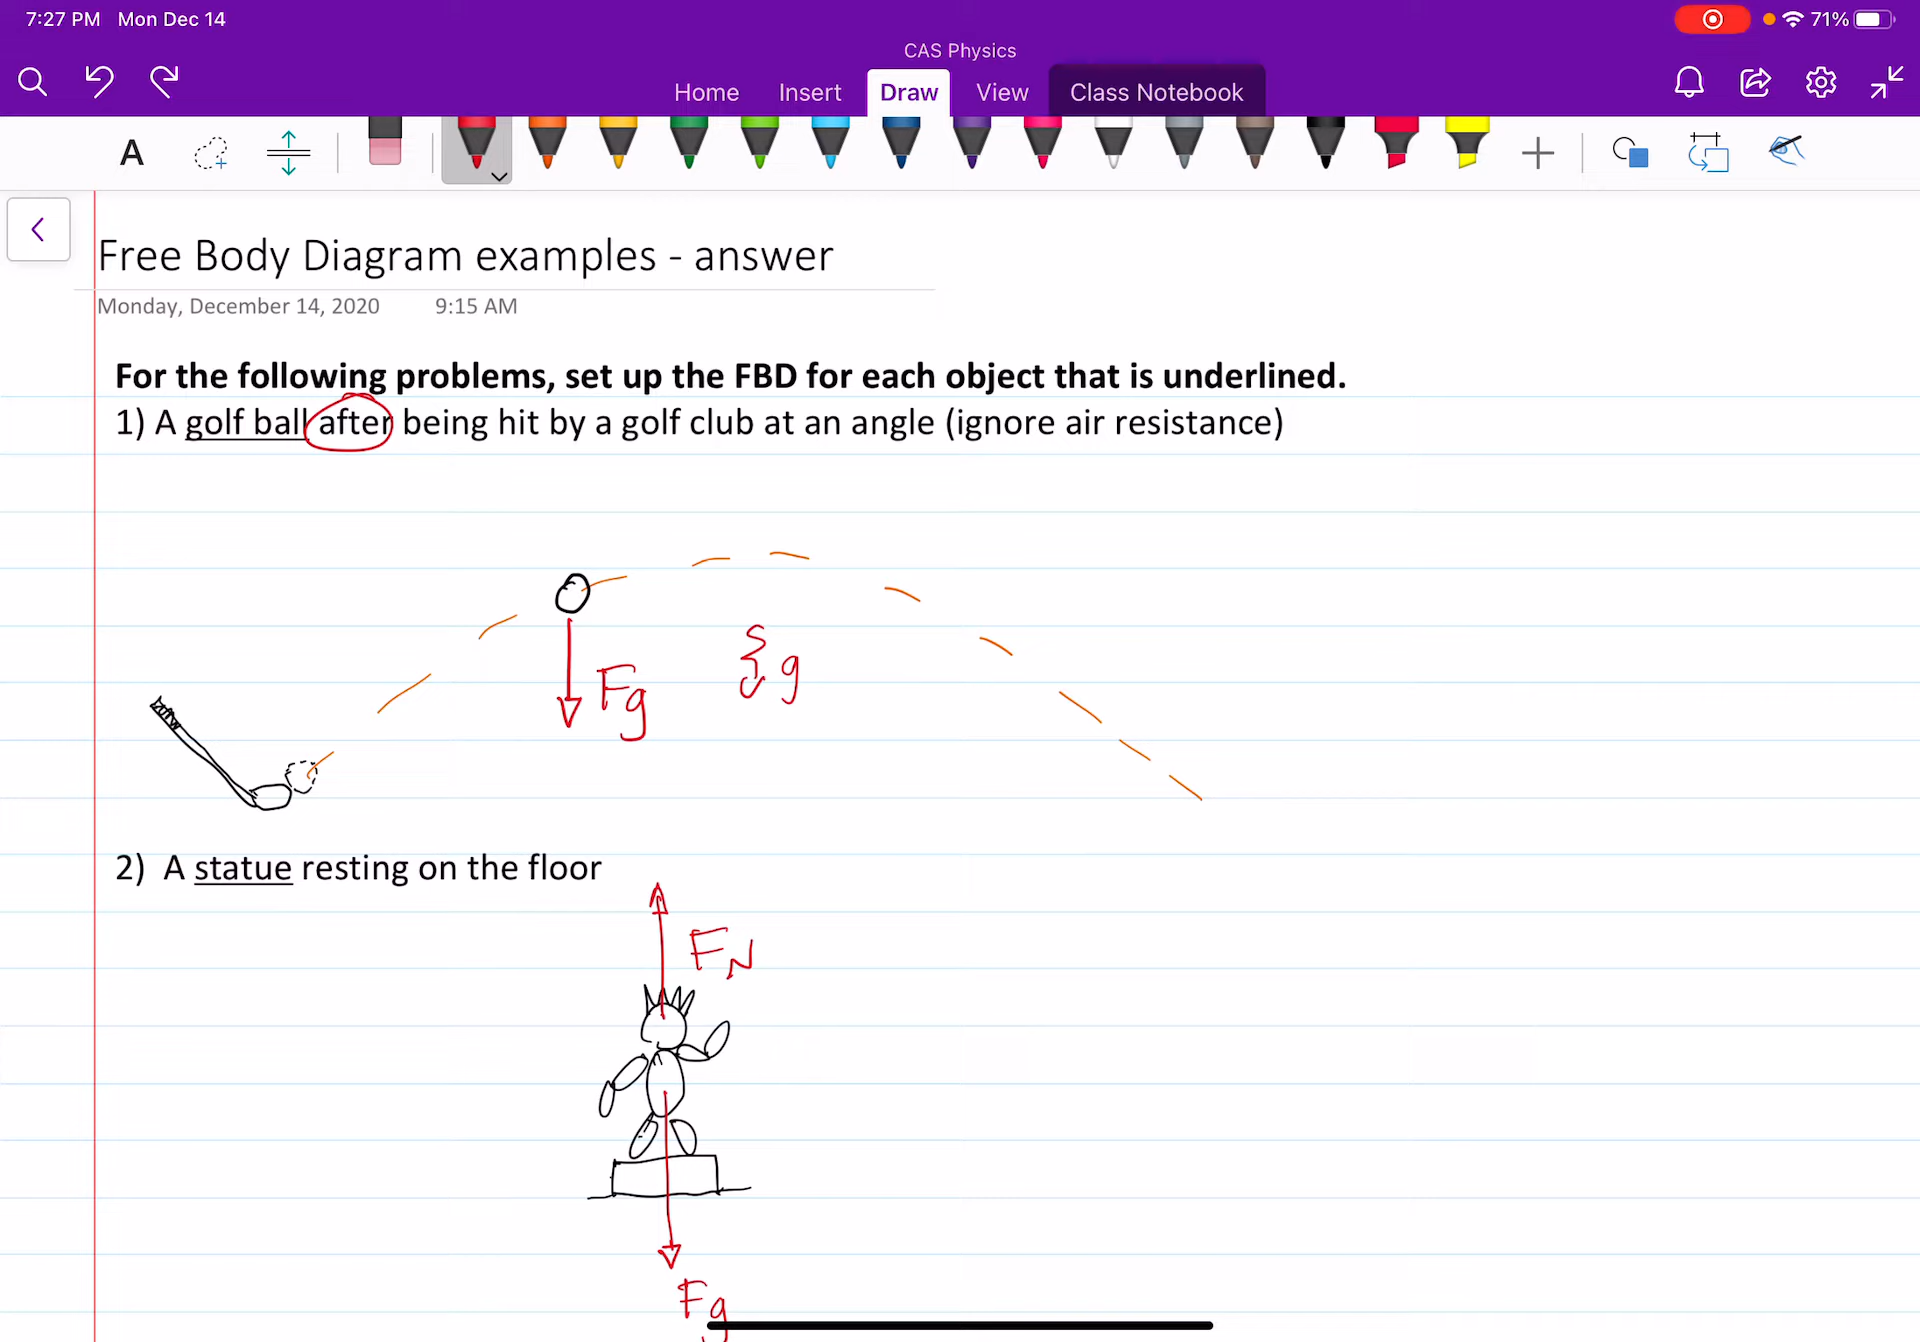 7:27 PM Mon Dec 14
71%
CAS Physics
Home Insert Draw View Class Notebook
A
Free Body Diagram examples - answer
Monday, December 14, 2020 9:15 AM
For the following problems, set up the FBD for each object that is underlined.
1) A golf ball after being hit by a golf club at an angle (ignore air resistance)
Fg
g
2) A statue resting on the floor
FN
Fg